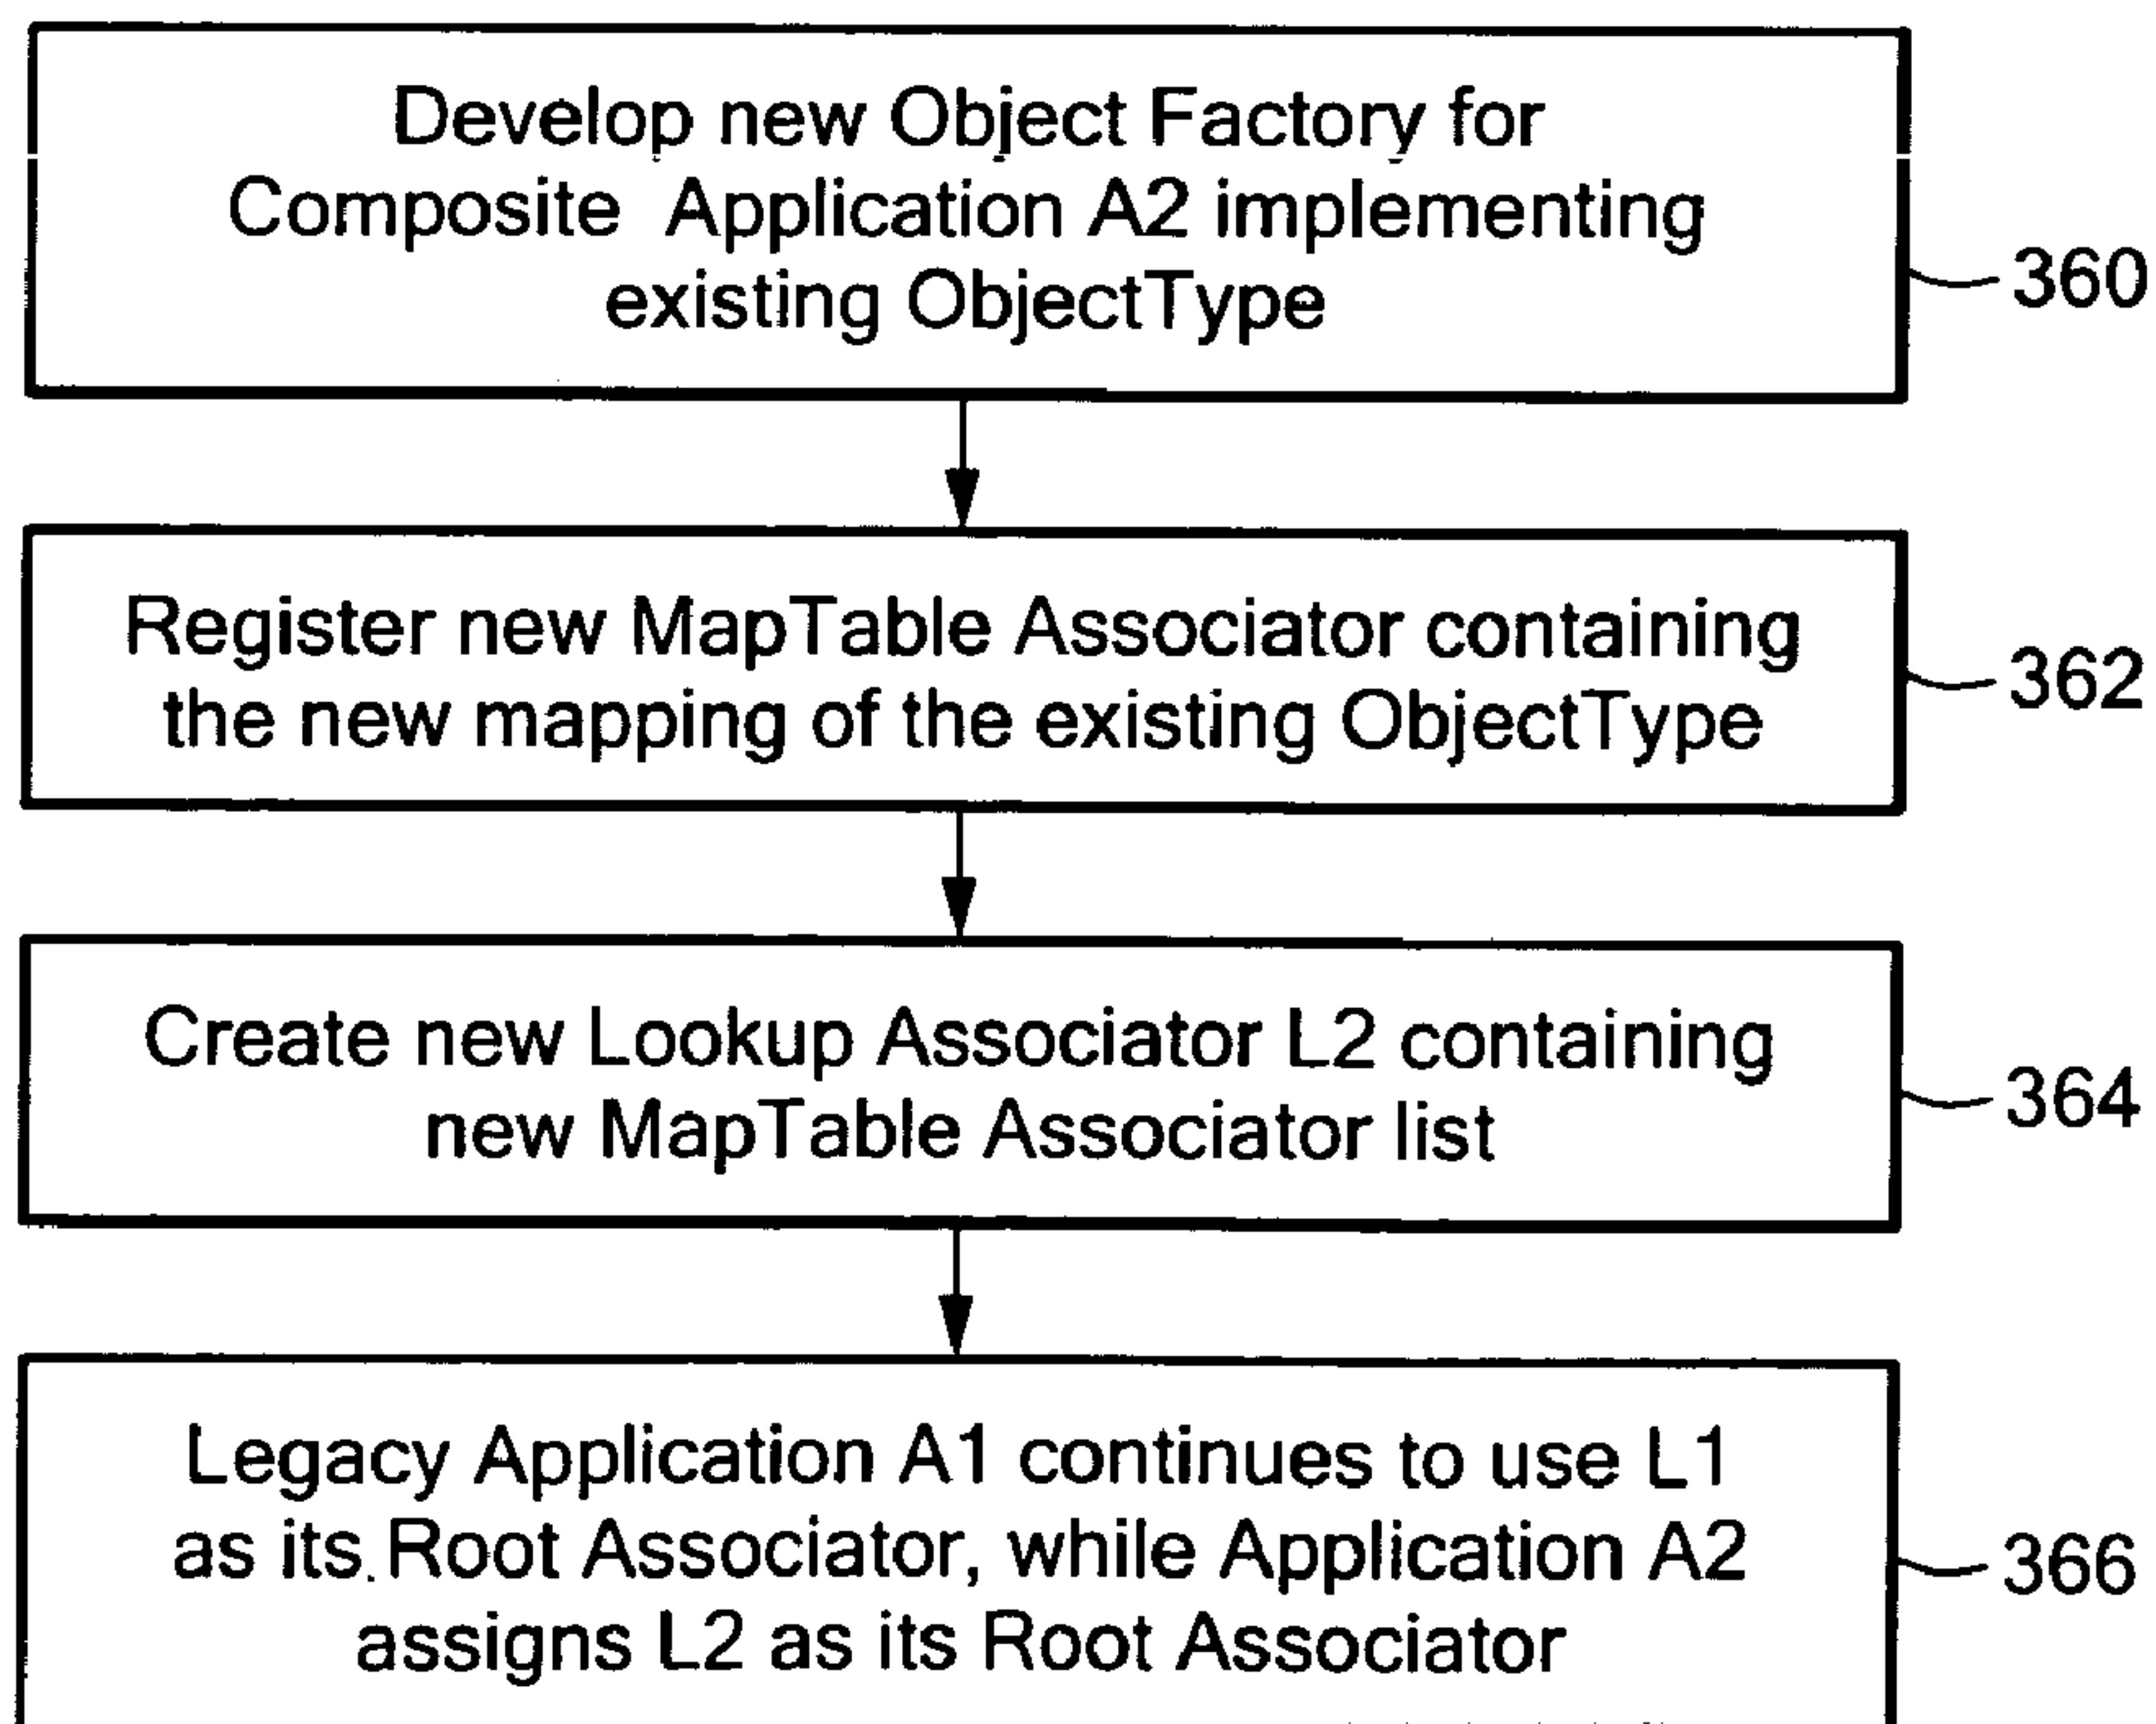 Develop new Object Factory for
Composite Application A2 implementing
existing ObjectType
360
Register new MapTable Associator containing
the new mapping of the existing ObjectType
362
Create new Lookup Associator L2 containing
new MapTable Associator list
364
Legacy Application A1 continues to use L1
as its Root Associator, while Application A2
assigns L2 as its Root Associator
366